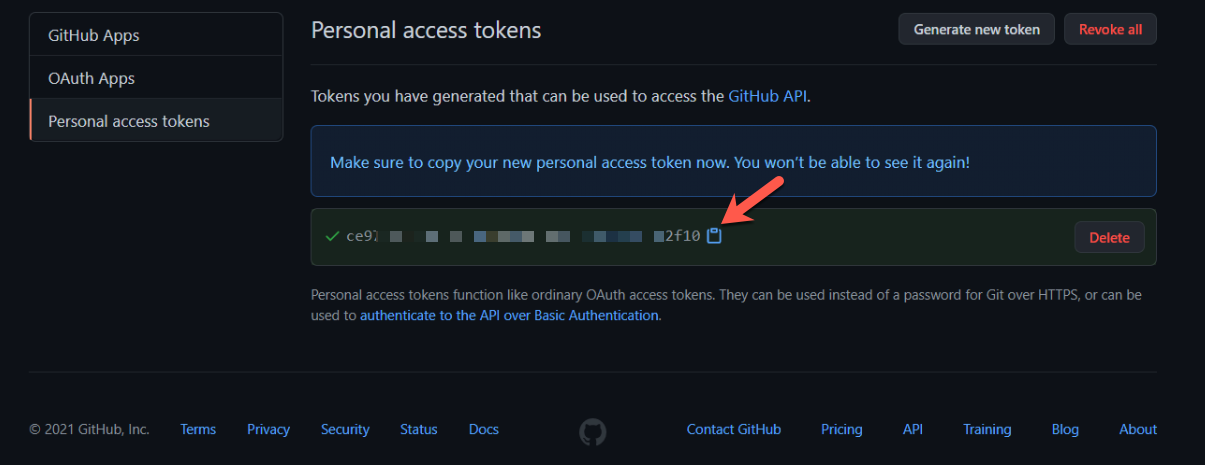 GitHub Apps
OAuth Apps
Personal access tokens
Personal access tokens
Generate new token
Revoke all
Tokens you have generated that can be used to access the GitHub API.
Make sure to copy your new personal access token now. You won't be able to see it again!
ce92 2f10
Delete
Personal access tokens function like ordinary OAuth access tokens. They can be used instead of a password for Git over HTTPS, or can be
used to authenticate to the API over Basic Authentication.
© 2021 GitHub, Inc. Terms Privacy Security Status Docs Contact GitHub Pricing API Training Blog About